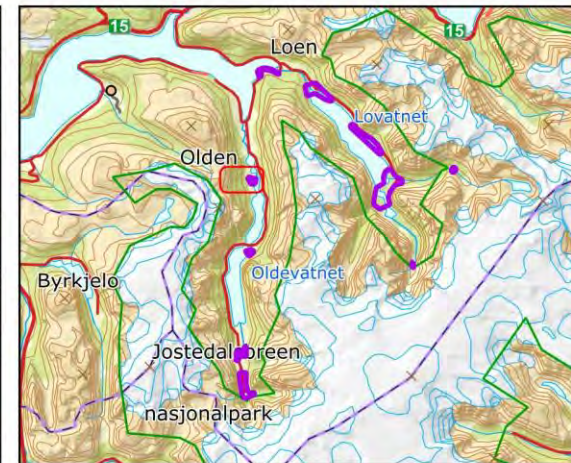 15
15
Loen
Lovatnet
Olden
Oldevatnet
Byrkjelo
Jostedalsbreen
nasjonalpark